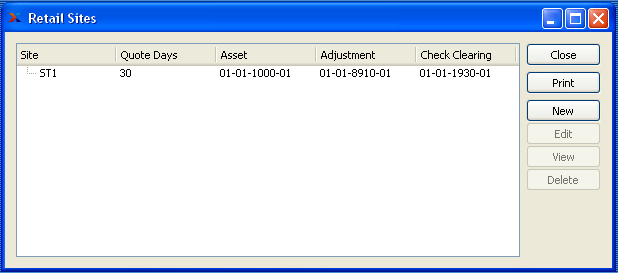 Retail Sites
Site Quote Days Asset Adjustment Check Clearing
ST1 30 01-01-1000-01 01-01-8910-01 01-01-1930-01
Close
Print
New
Edit
View
Delete